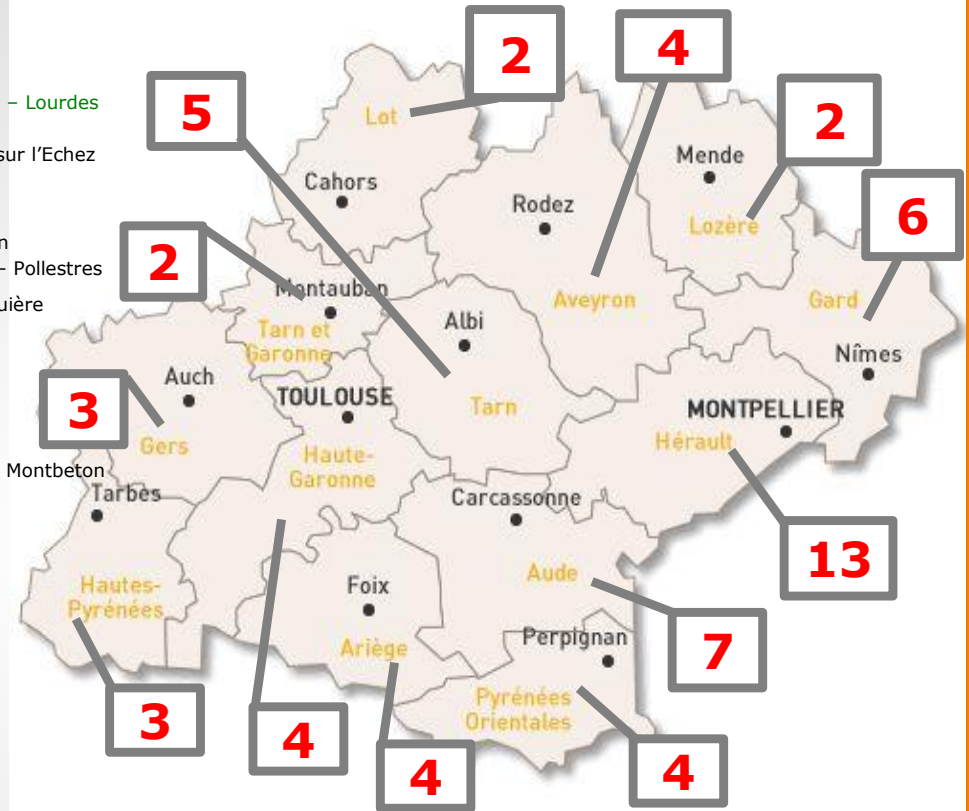 – Lourdes
sur l'Echez
n
– Pollestres
uière
Montbeton
2
4
5
Lot
2
Mende
Cahors
Rodez
Lozère
6
2
Montauban
Aveyron
Gard
Tarn et
Garonne
Albi
Nîmes
3
Auch
TOULOUSE
Tarn
MONTPELLIER
Gers
Haute-
Garonne
Hérault
Tarbes
Carcassonne
13
Hautes-
Pyrénées
Foix
Aude
Ariège
Perpignan
7
Pyrénées
Orientales
3
4
4
4